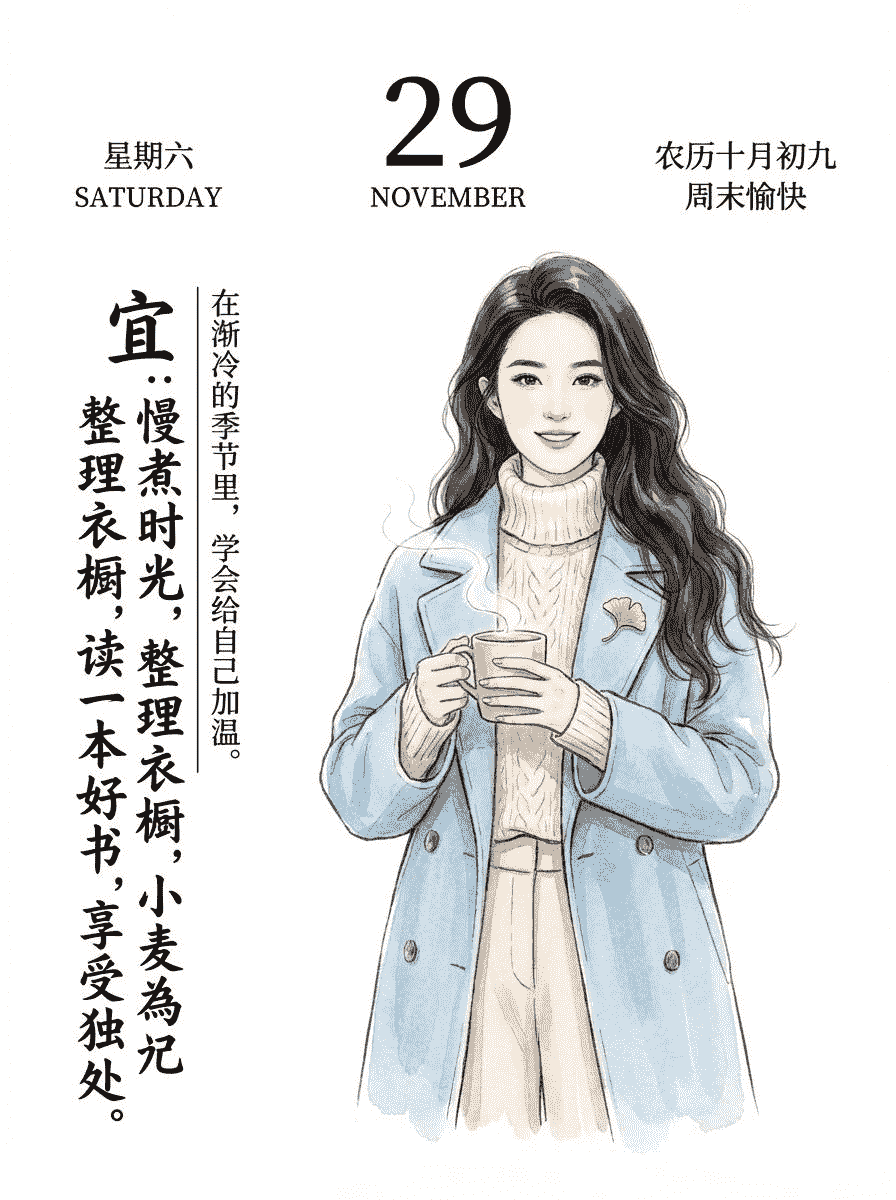 29
NOVEMBER
星期六
SATURDAY
农历十月初九
周末愉快
在渐冷的季节里，学会给自己加温。
宜：慢煮时光，整理衣橱，小麦為记
整理衣橱，读一本好书，享受独处。